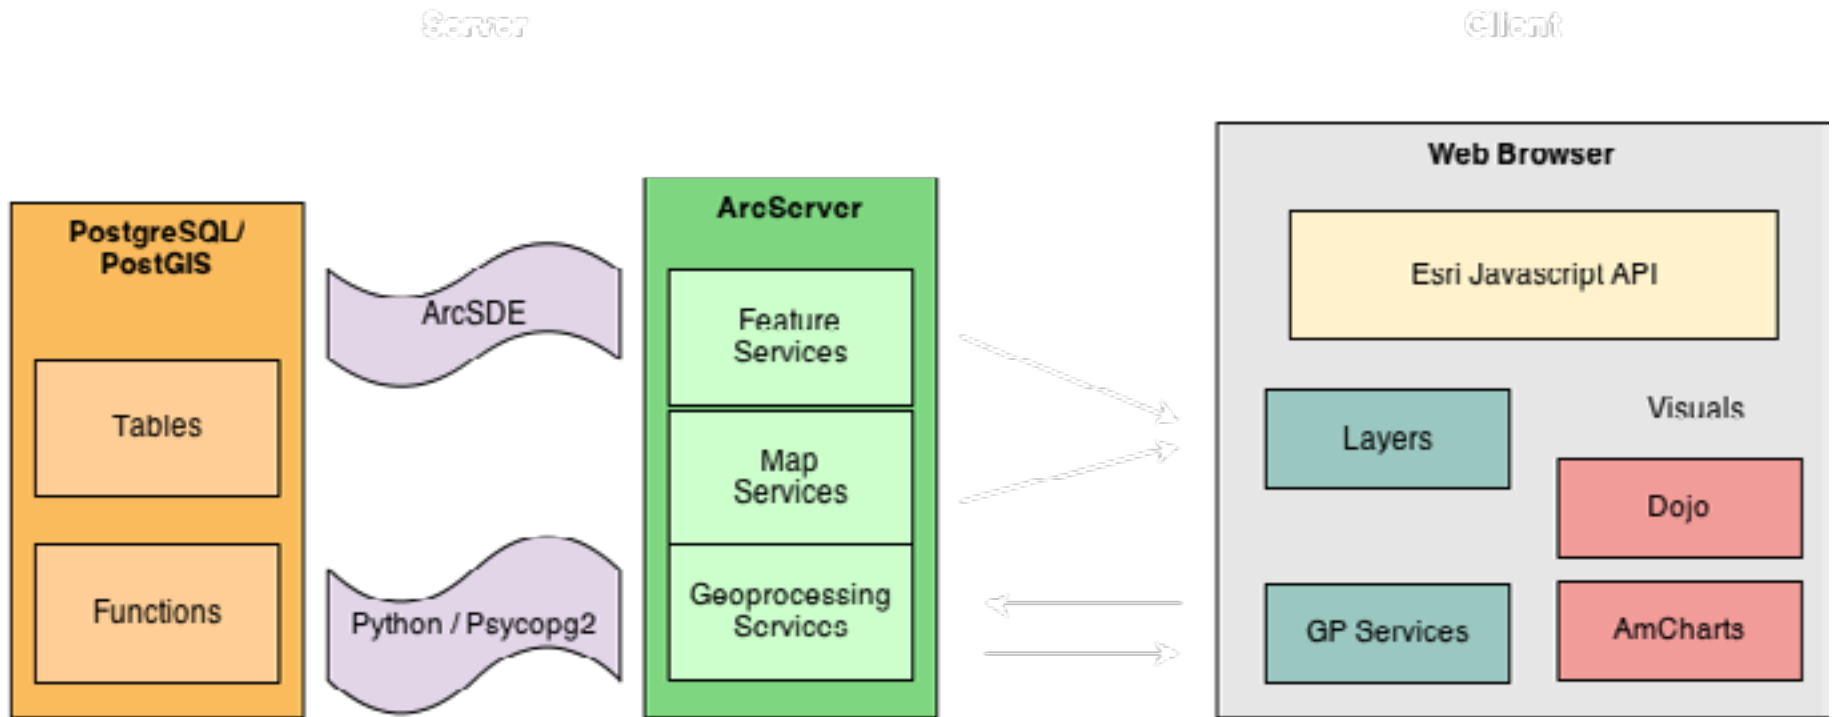 Server
Client
PostgreSQL/
PostGIS
Tables
Functions
ArcSDE
Python / Psycopg2
ArcServer
Feature
Services
Map
Services
Geoprocessing
Services
Web Browser
Esri Javascript API
Layers
Visuals
Dojo
GP Services
AmCharts